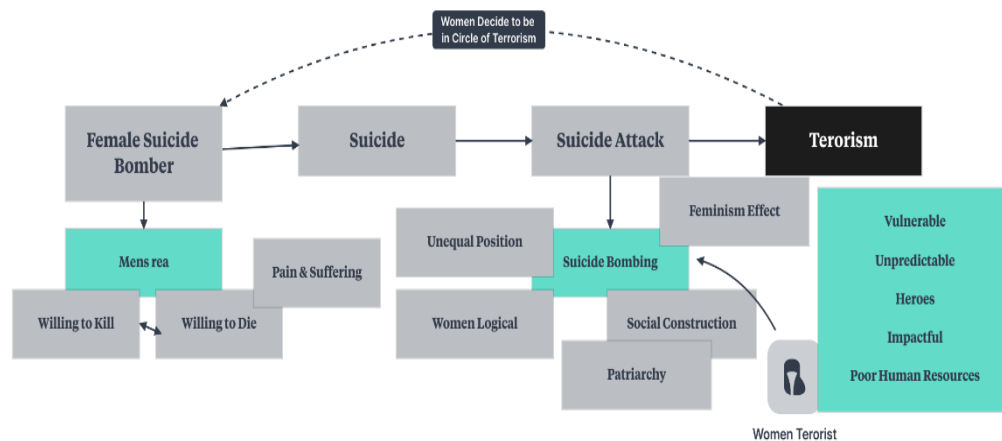 Women Decide to be
in Circle of Terrorism
Female Suicide
Bomber
Suicide
Suicide Attack
Terorism
Feminism Effect
Unequal Position
Mens rea
Pain & Suffering
Suicide Bombing
Willing to Kill
Willing to Die
Women Logical
Social Construction
Patriarchy
Vulnerable
Unpredictable
Heroes
Impactful
Poor Human Resources
Women Terorist